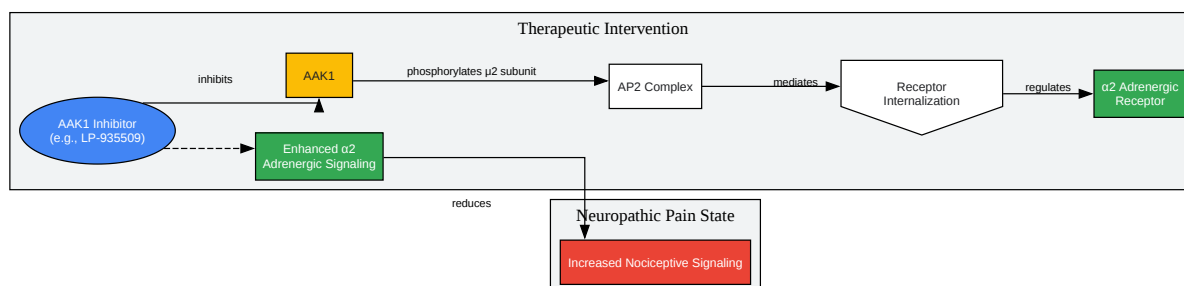 Therapeutic Intervention
inhibits
AAK1
phosphorylates μ2 subunit
AP2 Complex
mediates
Receptor
Internalization
regulates
α2 Adrenergic
Receptor
AAK1 Inhibitor
(e.g., LP-935509)
Enhanced α2
Adrenergic Signaling
reduces
Neuropathic Pain State
Increased Nociceptive Signaling